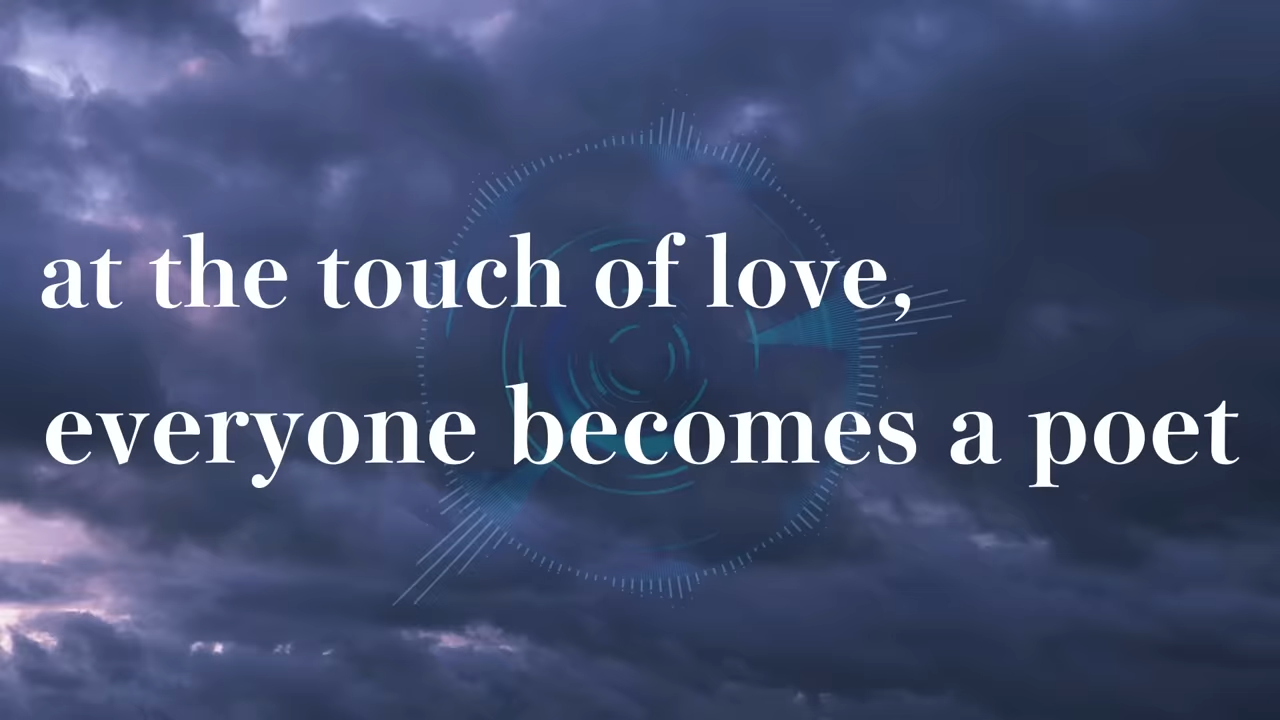 at the touch of love,
everyone becomes a poet